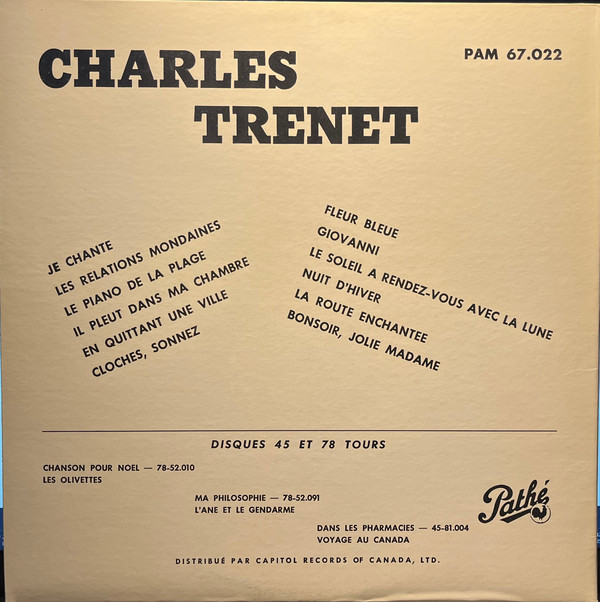 CHARLES
TRENET
PAM 67.022
JE CHANTE
LES RELATIONS MONDAINES
LE PIANO DE LA PLAGE
IL PLEUT DANS MA CHAMBRE
EN QUITTANT UNE VILLE
CLOCHES, SONNEZ
FLEUR BLEUE
GIOVANNI
LE SOLEIL A RENDEZ-VOUS AVEC LA LUNE
NUIT D'HIVER
LA ROUTE ENCHANTEE
BONSOIR, JOLIE MADAME
DISQUES 45 ET 78 TOURS
CHANSON POUR NOEL — 78-52.010
LES OLIVETTES
MA PHILOSOPHIE — 78-52.091
L'ANE ET LE GENDARME
DANS LES PHARMACIES — 45-81.004
VOYAGE AU CANADA
Pathé
DISTRIBUÉ PAR CAPITOL RECORDS OF CANADA, LTD.